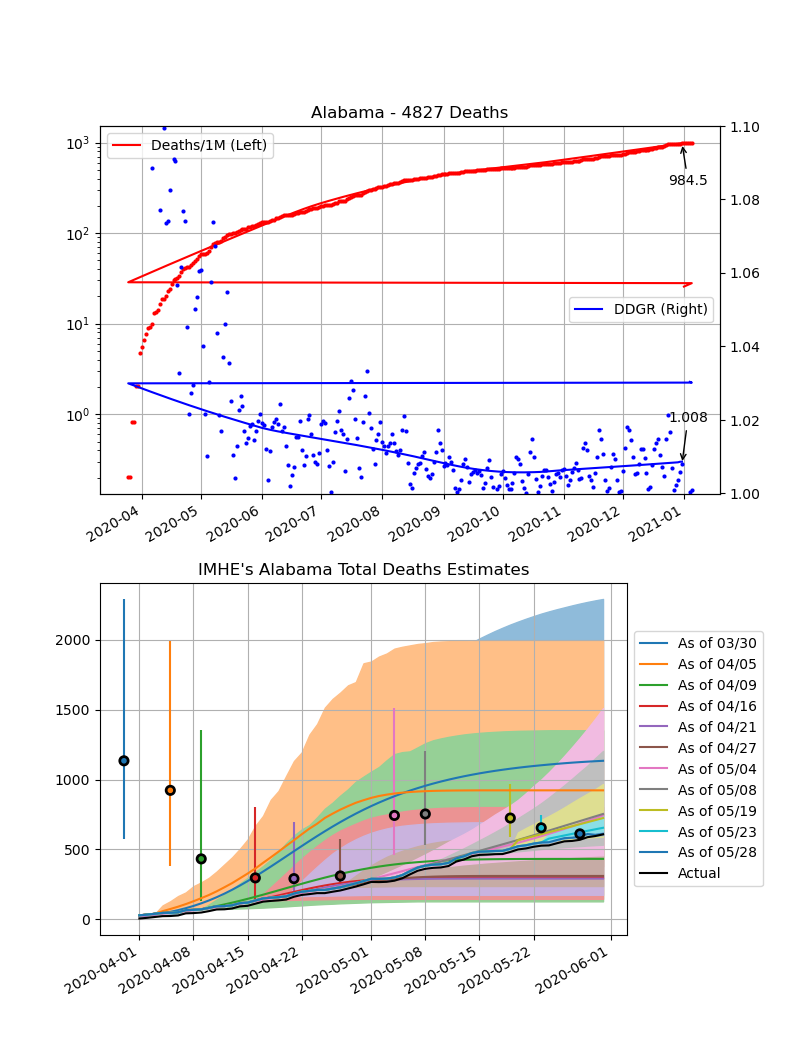 Alabama - 4827 Deaths
10³
10²
10¹
10⁰
Deaths/1M (Left)
984.5
DDGR (Right)
1.008
1.10
1.08
1.06
1.04
1.02
1.00
2020-04
2020-05
2020-06
2020-07
2020-08
2020-09
2020-10
2020-11
2020-12
2021-01
IMHE's Alabama Total Deaths Estimates
2000
1500
1000
500
0
2020-04-01
2020-04-08
2020-04-15
2020-04-22
2020-05-01
2020-05-08
2020-05-15
2020-05-22
2020-06-01
As of 03/30
As of 04/05
As of 04/09
As of 04/16
As of 04/21
As of 04/27
As of 05/04
As of 05/08
As of 05/19
As of 05/23
As of 05/28
Actual